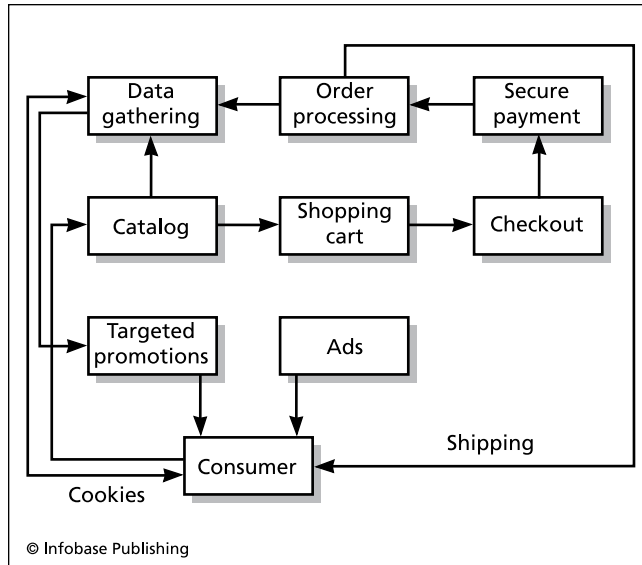 Data
gathering
Order
processing
Secure
payment
Catalog
Shopping
cart
Checkout
Targeted
promotions
Ads
Consumer
Shipping
Cookies
© Infobase Publishing